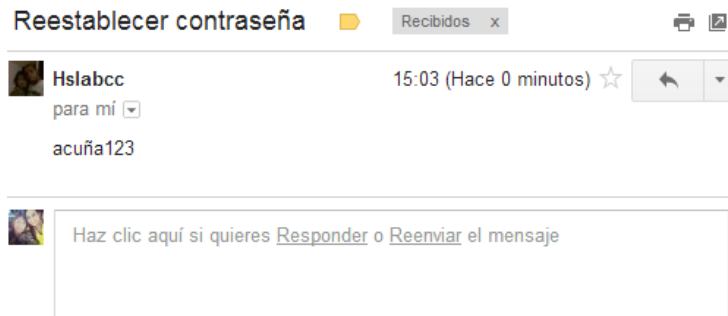 Reestablecer contraseña Recibidos x
Hslabcc 15:03 (Hace 0 minutos)
para mí
acuña123
Haz clic aquí si quieres Responder o Reenviar el mensaje